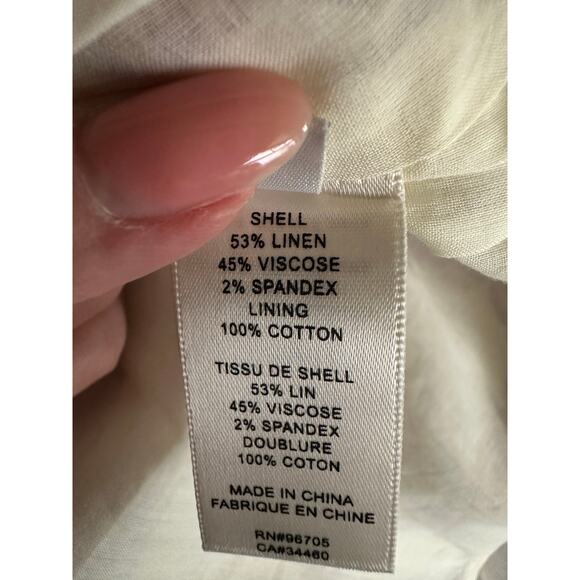 SHELL
53% LINEN
45% VISCOSE
2% SPANDEX
LINING
100% COTTON
TISSU DE SHELL
53% LIN
45% VISCOSE
2% SPANDEX
DOUBLURE
100% COTON
MADE IN CHINA
FABRIQUE EN CHINE
RN#96705
CA#34460